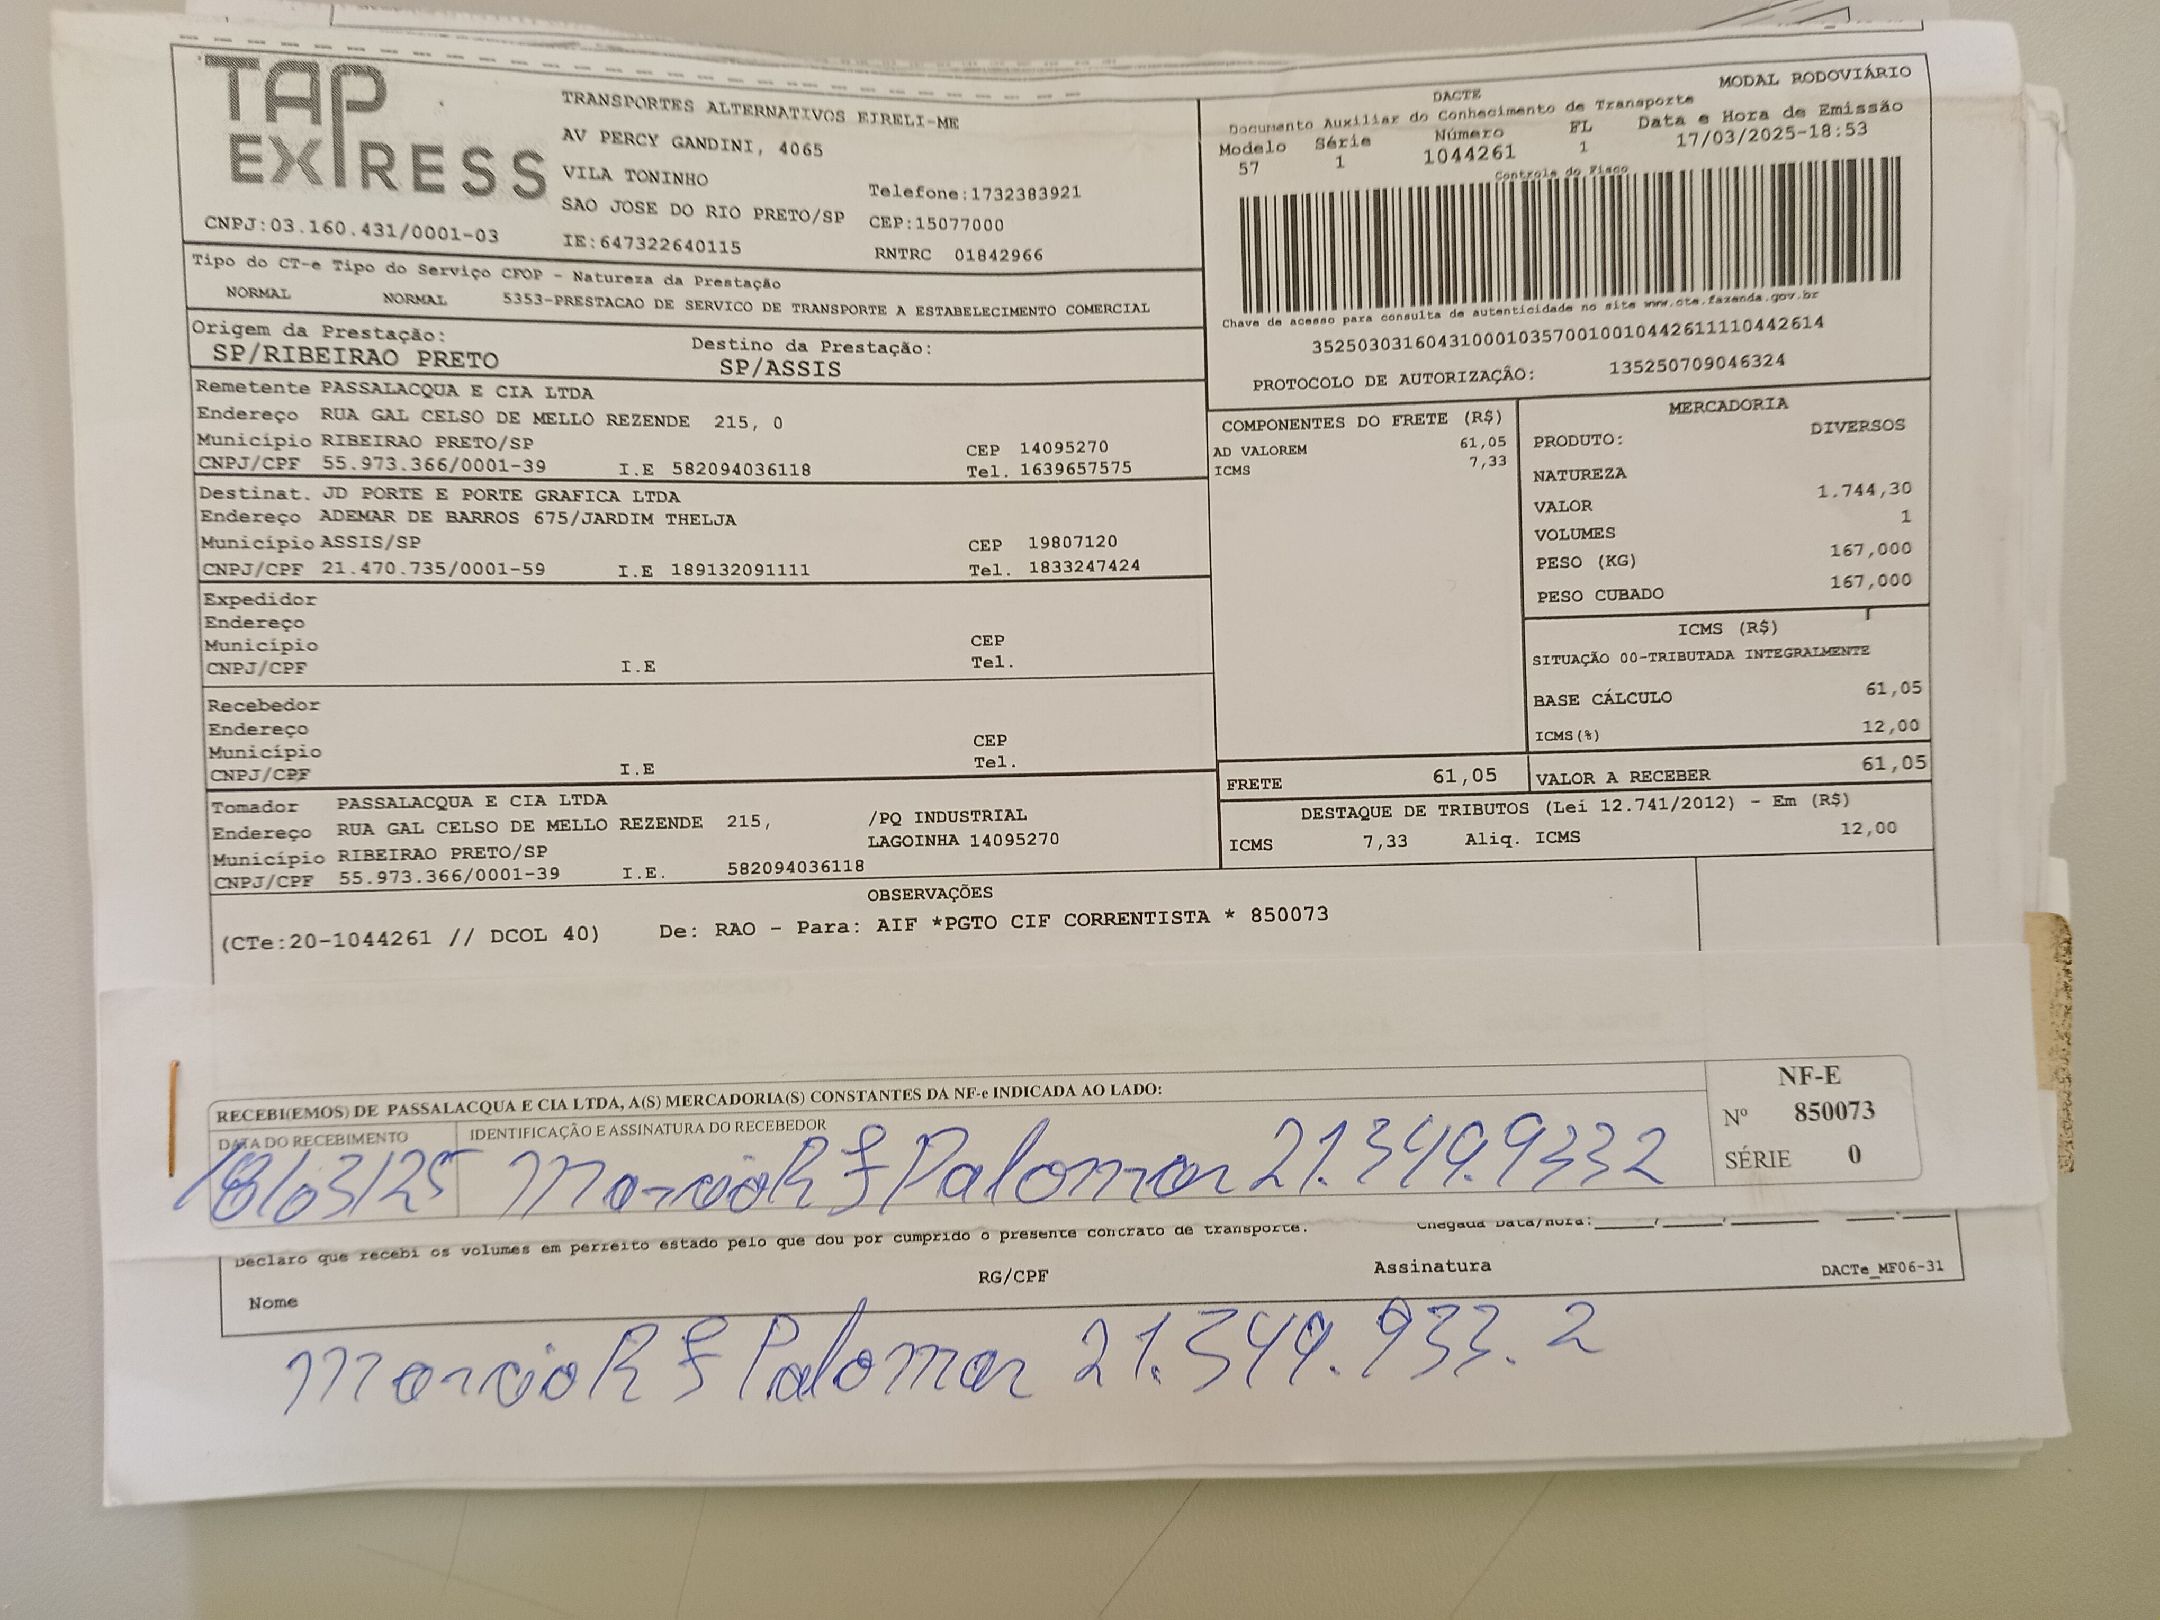 TAP EXPRESS
TRANSPORTES ALTERNATIVOS EIRELI-ME
AV PERCY GANDINI, 4065
VILA TONINHO
Telefone:1732383921
SAO JOSE DO RIO PRETO/SP CEP:15077000
CNPJ:03.160.431/0001-03
IE:647322640115 RNTRC 01842966
DACTE MODAL RODOVIÁRIO
Documento Auxiliar do Conhecimento de Transporte
Modelo Série Número FL Data e Hora de Emissão
57 1 1044261 1 17/03/2025-18:53
Controle do Fisco
Chave de acesso para consulta de autenticidade no site www.cte.fazenda.gov.br
35250303160431000103570010010442611110442614
PROTOCOLO DE AUTORIZAÇÃO: 135250709046324
Tipo do CT-e Tipo do Serviço CFOP - Natureza da Prestação
NORMAL NORMAL 5353-PRESTACAO DE SERVICO DE TRANSPORTE A ESTABELECIMENTO COMERCIAL
Origem da Prestação: Destino da Prestação:
SP/RIBEIRAO PRETO SP/ASSIS
Remetente PASSALACQUA E CIA LTDA
Endereço RUA GAL CELSO DE MELLO REZENDE 215, 0
Município RIBEIRAO PRETO/SP CEP 14095270
CNPJ/CPF 55.973.366/0001-39 I.E 582094036118 Tel. 1639657575
Destinat. JD PORTE E PORTE GRAFICA LTDA
Endereço ADEMAR DE BARROS 675/JARDIM THELJA
Município ASSIS/SP CEP 19807120
CNPJ/CPF 21.470.735/0001-59 I.E 189132091111 Tel. 1833247424
Expedidor
Endereço
Município CEP
CNPJ/CPF I.E Tel.
Recebedor
Endereço
Município CEP
CNPJ/CPF I.E Tel.
Tomador PASSALACQUA E CIA LTDA
Endereço RUA GAL CELSO DE MELLO REZENDE 215, /PQ INDUSTRIAL
Município RIBEIRAO PRETO/SP LAGOINHA 14095270
CNPJ/CPF 55.973.366/0001-39 I.E. 582094036118
COMPONENTES DO FRETE (R$)
AD VALOREM 61,05
ICMS 7,33
MERCADORIA
PRODUTO: DIVERSOS
NATUREZA
VALOR 1.744,30
VOLUMES 1
PESO (KG) 167,000
PESO CUBADO 167,000
ICMS (R$)
SITUAÇÃO 00-TRIBUTADA INTEGRALMENTE
BASE CÁLCULO 61,05
ICMS(%) 12,00
FRETE 61,05 VALOR A RECEBER 61,05
DESTAQUE DE TRIBUTOS (Lei 12.741/2012) - Em (R$)
ICMS 7,33 Aliq. ICMS 12,00
OBSERVAÇÕES
(CTe:20-1044261 // DCOL 40) De: RAO - Para: AIF *PGTO CIF CORRENTISTA * 850073
RECEBI(EMOS) DE PASSALACQUA E CIA LTDA, A(S) MERCADORIA(S) CONSTANTES DA NF-e INDICADA AO LADO:
DATA DO RECEBIMENTO IDENTIFICAÇÃO E ASSINATURA DO RECEBEDOR
18/03/25 Marcio R F Palomar 21.349.9332
NF-E
Nº 850073
SÉRIE 0
Declaro que recebi os volumes em perfeito estado pelo que dou por cumprido o presente contrato de transporte. Chegada Data/hora:
Nome RG/CPF Assinatura DACTe_MF06-31
Marcio R F Palomar 21.349.933.2